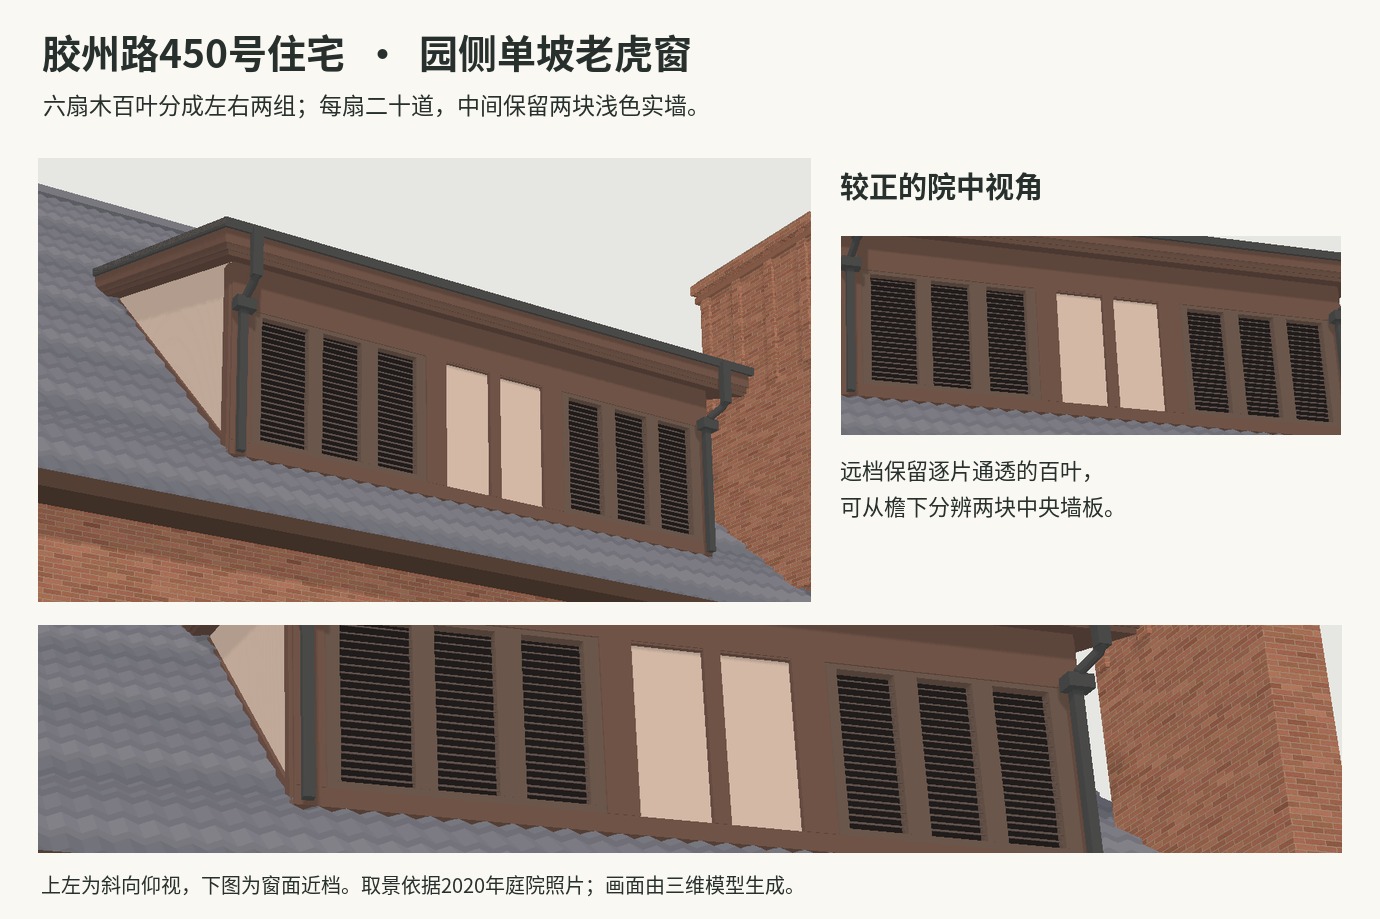 胶州路450号住宅 · 园侧单坡老虎窗
六扇木百叶分成左右两组；每扇二十道，中间保留两块浅色实墙。
较正的院中视角
远档保留逐片通透的百叶，
可从檐下分辨两块中央墙板。
上左为斜向仰视，下图为窗面近档。取景依据2020年庭院照片；画面由三维模型生成。